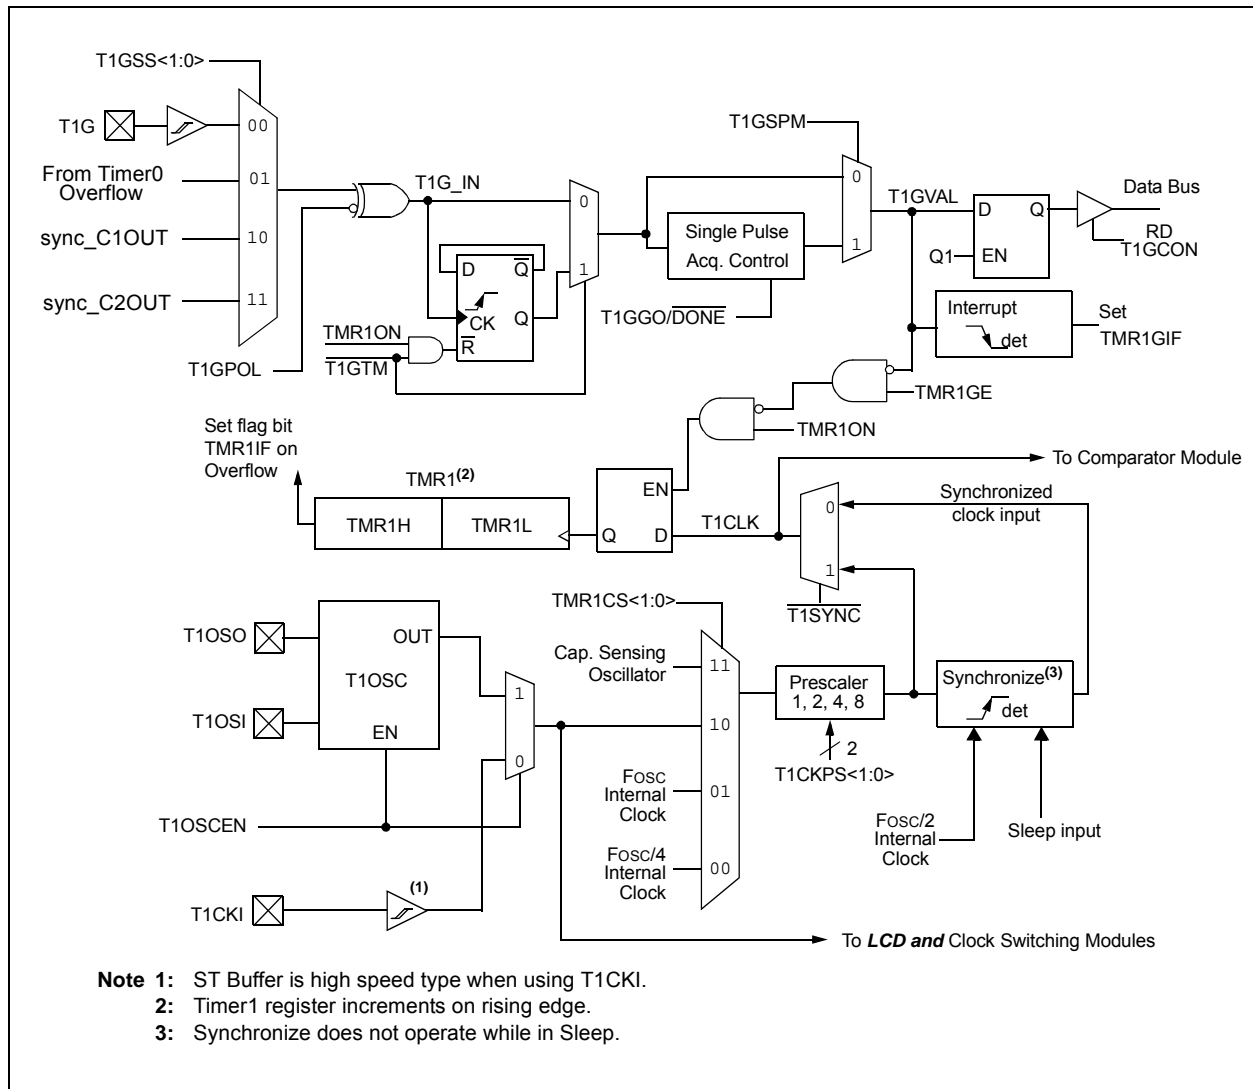 T1GSS<1:0>
T1G
00
From Timer0
Overflow
01
sync_C1OUT
10
sync_C2OUT
11
T1GPOL
T1G_IN
0
1
D
Q
CK
Q
R
TMR1ON
T1GTM
T1GSPM
0
1
Single Pulse
Acq. Control
T1GGO/DONE
T1GVAL
D
Q
Q1
EN
Data Bus
RD
T1GCON
Interrupt
det
Set
TMR1GIF
TMR1GE
TMR1ON
Set flag bit
TMR1IF on
Overflow
TMR1(2)
TMR1H
TMR1L
EN
Q
D
T1CLK
To Comparator Module
0
1
Synchronized
clock input
T1SYNC
T1OSO
OUT
T1OSC
T1OSI
EN
1
0
T1OSCEN
T1CKI
(1)
TMR1CS<1:0>
Cap. Sensing
Oscillator
11
10
FOSC
Internal
Clock
01
FOSC/4
Internal
Clock
00
Prescaler
1, 2, 4, 8
2
T1CKPS<1:0>
Synchronize(3)
det
FOSC/2
Internal
Clock
Sleep input
To LCD and Clock Switching Modules
Note 1: ST Buffer is high speed type when using T1CKI.
2: Timer1 register increments on rising edge.
3: Synchronize does not operate while in Sleep.